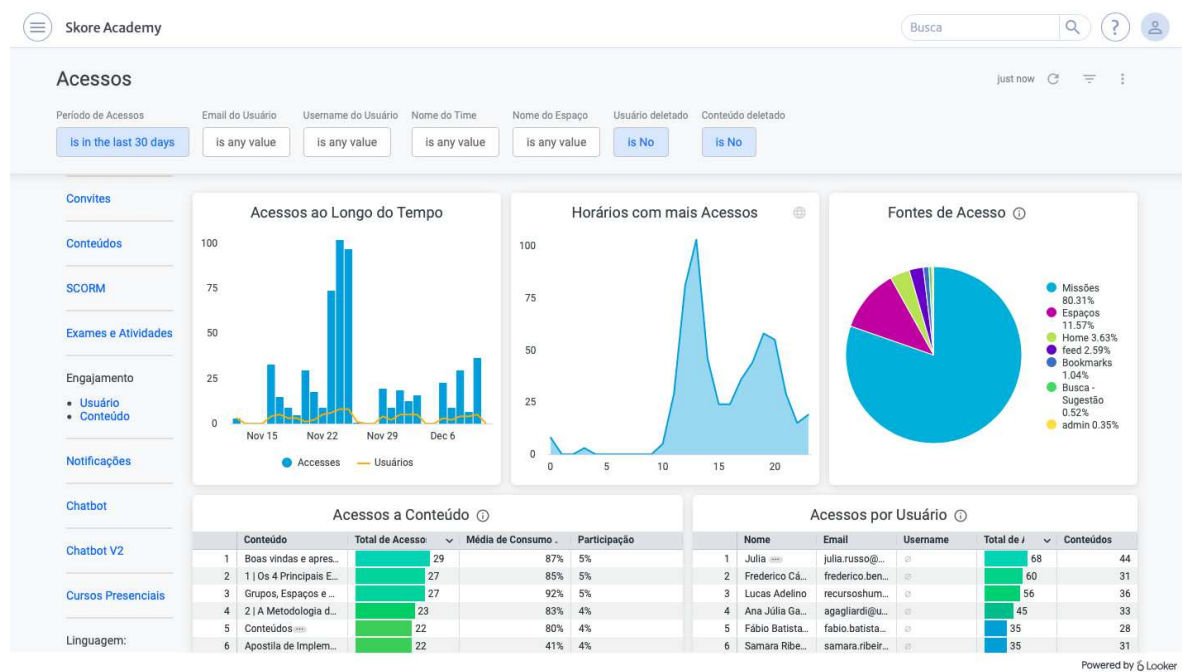 Skore Academy
Busca
?
Acessos
just now
Período de Acessos
is in the last 30 days
Email do Usuário
is any value
Username do Usuário
is any value
Nome do Time
is any value
Nome do Espaço
is any value
Usuário deletado
is No
Conteúdo deletado
is No
Convites
Conteúdos
SCORM
Exames e Atividades
Engajamento
• Usuário
• Conteúdo
Notificações
Chatbot
Chatbot V2
Cursos Presenciais
Linguagem:
Acessos ao Longo do Tempo
100
75
50
25
0
Nov 15 Nov 22 Nov 29 Dec 6
Accesses Usuários
Horários com mais Acessos
100
75
50
25
0
0 5 10 15 20
Fontes de Acesso
Missões
80.31%
Espaços
11.57%
Home 3.63%
feed 2.59%
Bookmarks
1.04%
Busca -
Sugestão
0.52%
admin 0.35%
Acessos a Conteúdo
Conteúdo Total de Acesso Média de Consumo . Participação
1 Boas vindas e apres... 29 87% 5%
2 1 | Os 4 Principais E... 27 85% 5%
3 Grupos, Espaços e ... 27 92% 5%
4 2 | A Metodologia d... 23 83% 4%
5 Conteúdos ... 22 80% 4%
6 Apostila de Implem... 22 41% 4%
Acessos por Usuário
Nome Email Username Total de A Conteúdos
1 Julia ... julia.russo@... ∅ 68 44
2 Frederico Cá... frederico.ben... ∅ 60 31
3 Lucas Adelino recursoshum... ∅ 56 36
4 Ana Júlia Ga... agagliardi@u... ∅ 45 33
5 Fábio Batista... fabio.batista... ∅ 35 28
6 Samara Ribe... samara.ribeir... ∅ 35 31
Powered by Looker